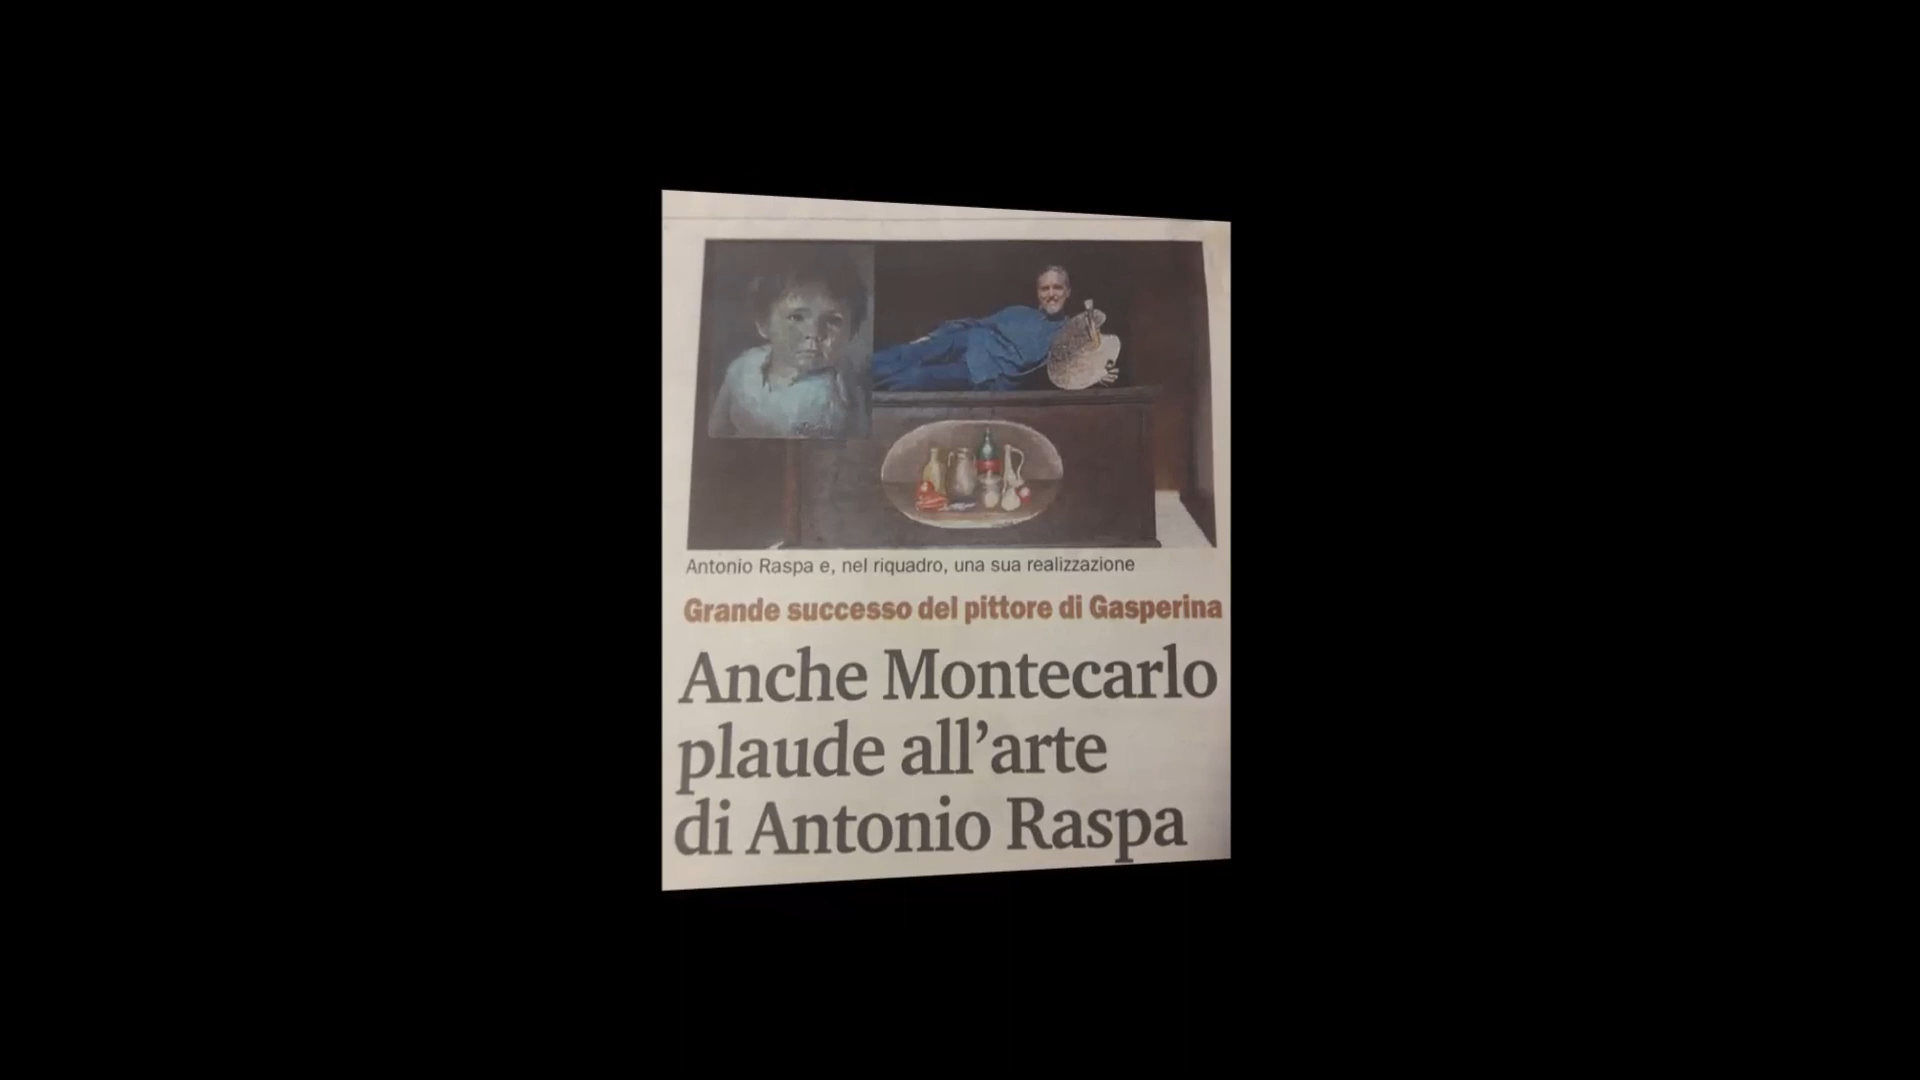 Antonio Raspa e, nel riquadro, una sua realizzazione
Grande successo del pittore di Gasperina
Anche Montecarlo
plaude all'arte
di Antonio Raspa